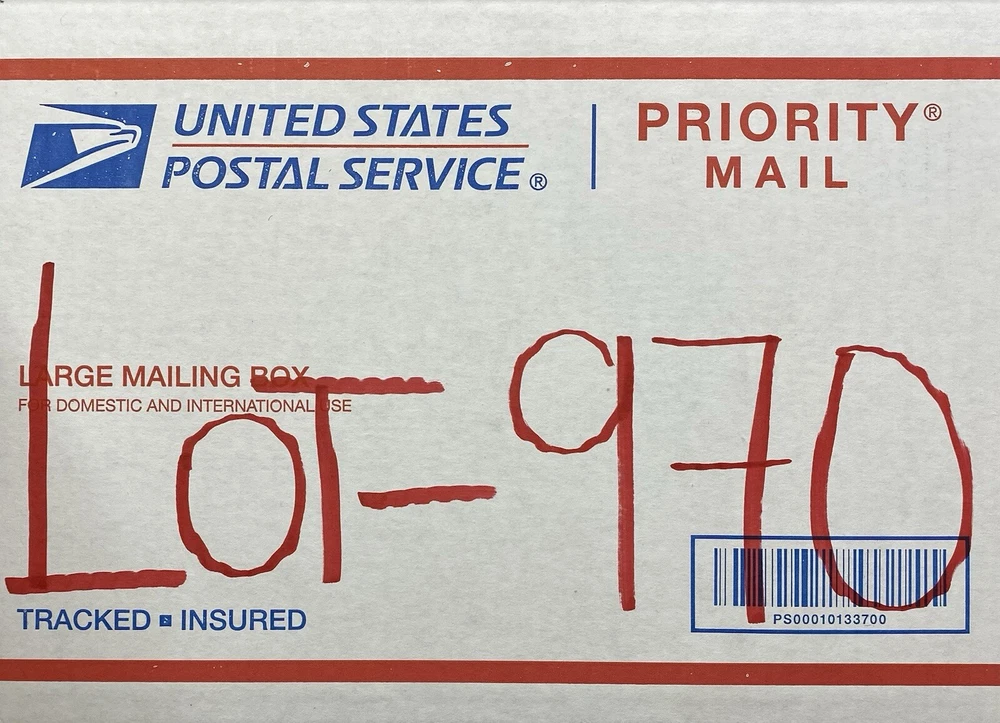 UNITED STATES
POSTAL SERVICE®
PRIORITY®
MAIL
LARGE MAILING BOX
FOR DOMESTIC AND INTERNATIONAL USE
LOT-970
TRACKED ▪ INSURED
PS00010133700